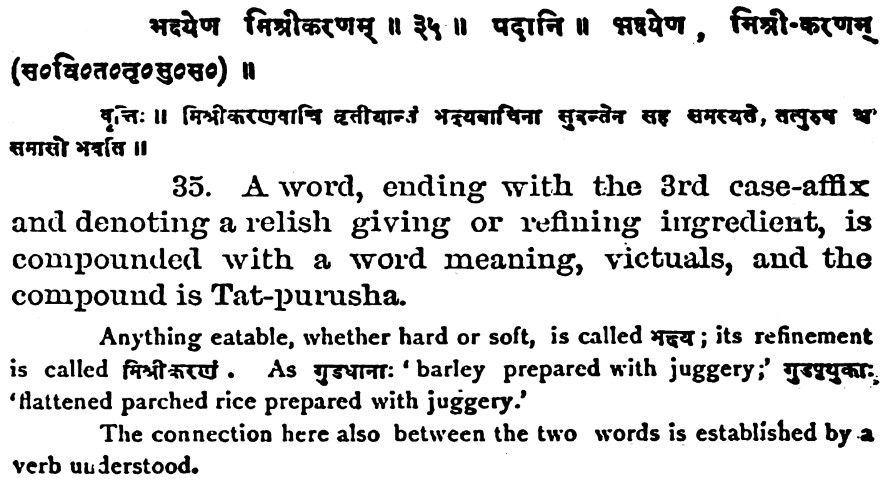 भक्ष्येण मिश्रीकरणम् ॥ ३५ ॥ पदानि ॥ भक्ष्येण , मिश्री-करणम्
(स०वि०त०तृ०सु०स०) ॥
वृत्तिः ॥ मिश्रीकरणवाचि तृतीयान्तं भक्ष्यवाचिना सुबन्तेन सह समस्यते, तत्पुरुष श्च
समासो भर्वात ॥
35. A word, ending with the 3rd case-affix
and denoting a relish giving or refining ingredient, is
compounded with a word meaning, victuals, and the
compound is Tat-purusha.
Anything eatable, whether hard or soft, is called भक्ष्य ; its refinement
is called मिश्रीकरणं . As गुडधानाः ‘ barley prepared with juggery;’ गुडपृथुकाः,
‘flattened parched rice prepared with juggery.’
The connection here also between the two words is established by a
verb understood.